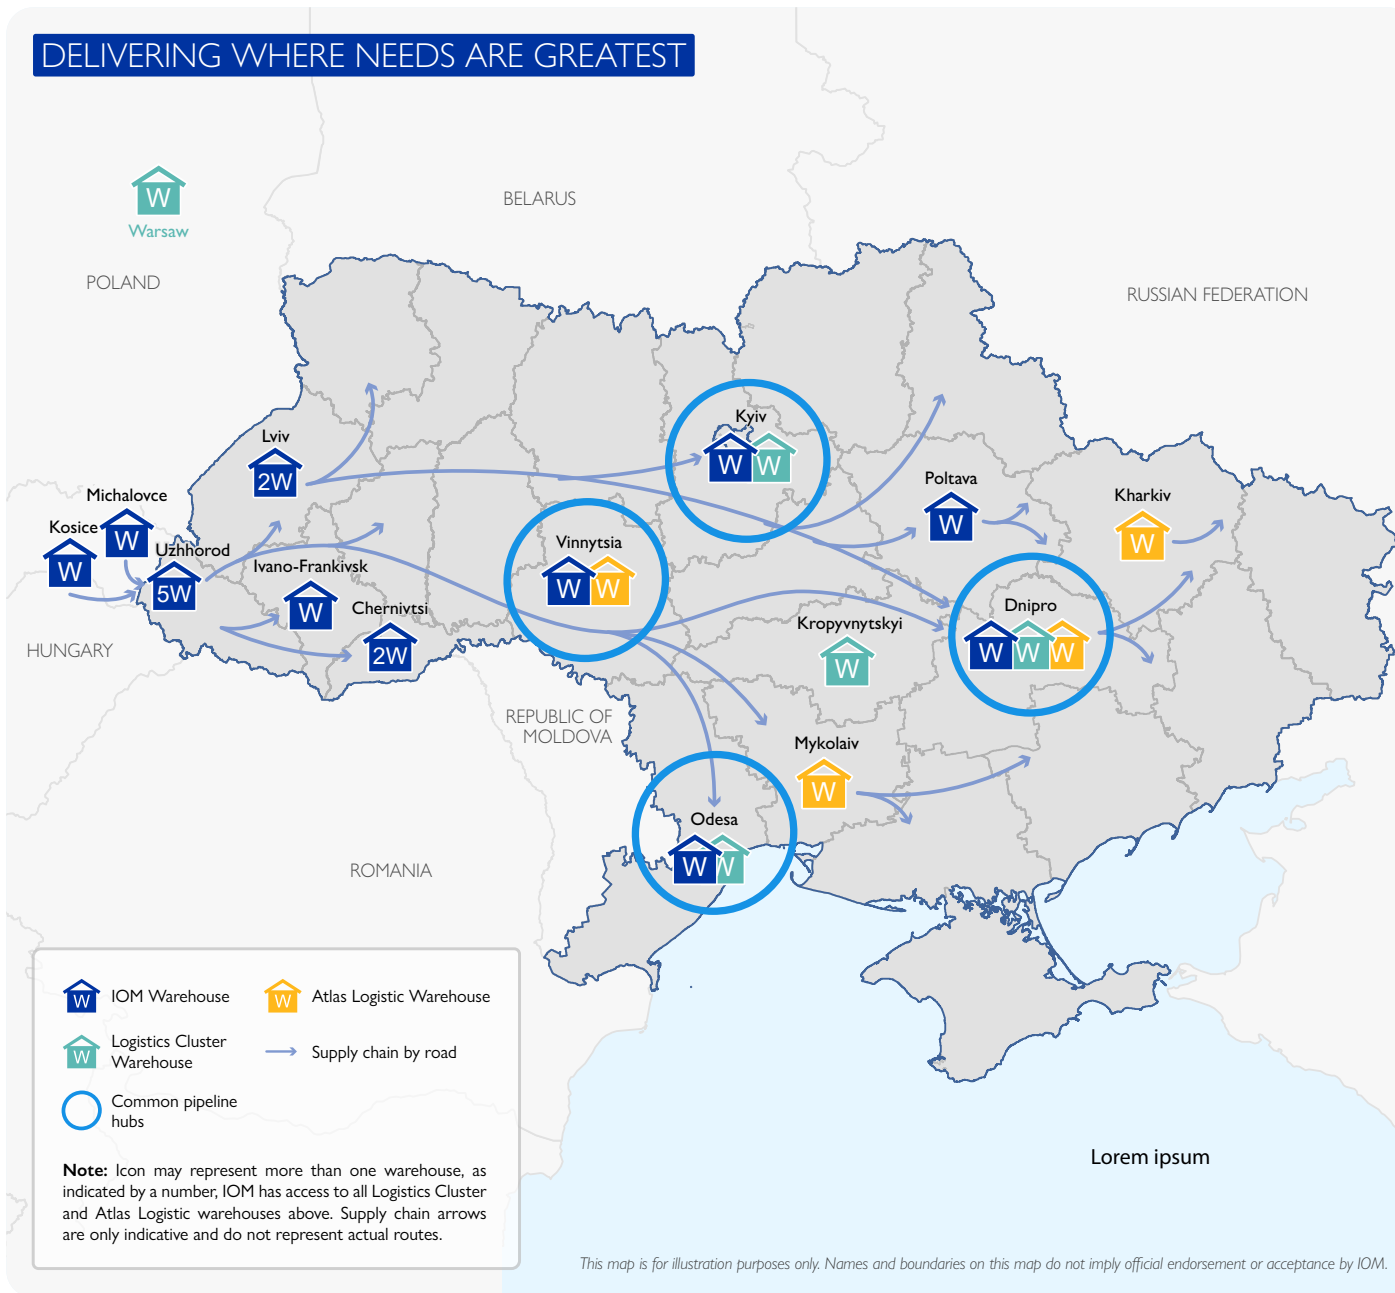 DELIVERING WHERE NEEDS ARE GREATEST
W
Warsaw
POLAND
BELARUS
RUSSIAN FEDERATION
Kyiv
W W
Lviv
2W
Michalovce
W
Kosice
W
Uzhhorod
5W
Ivano-Frankivsk
W
Chernivtsi
2W
Vinnytsia
W W
Poltava
W
Kharkiv
W
Dnipro
W W W
Kropyvnytskyi
W
HUNGARY
REPUBLIC OF
MOLDOVA
Mykolaiv
W
Odesa
W W
ROMANIA
W IOM Warehouse
W Atlas Logistic Warehouse
W Logistics Cluster
Warehouse
Supply chain by road
Common pipeline
hubs
Note: Icon may represent more than one warehouse, as
indicated by a number, IOM has access to all Logistics Cluster
and Atlas Logistic warehouses above. Supply chain arrows
are only indicative and do not represent actual routes.
Lorem ipsum
This map is for illustration purposes only. Names and boundaries on this map do not imply official endorsement or acceptance by IOM.